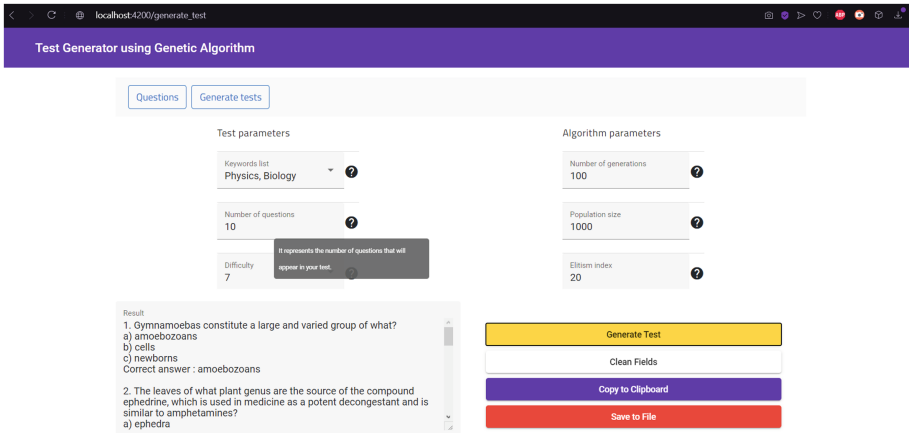 localhost:4200/generate_test
ABP
Test Generator using Genetic Algorithm
Questions
Generate tests
Test parameters
Algorithm parameters
Keywords list
Physics, Biology
?
Number of generations
100
?
Number of questions
10
?
Population size
1000
?
It represents the number of questions that will
appear in your test.
Difficulty
7
?
Elitism index
20
?
Result
1. Gymnamoebas constitute a large and varied group of what?
a) amoebozoans
b) cells
c) newborns
Correct answer : amoebozoans
2. The leaves of what plant genus are the source of the compound
ephedrine, which is used in medicine as a potent decongestant and is
similar to amphetamines?
a) ephedra
Generate Test
Clean Fields
Copy to Clipboard
Save to File